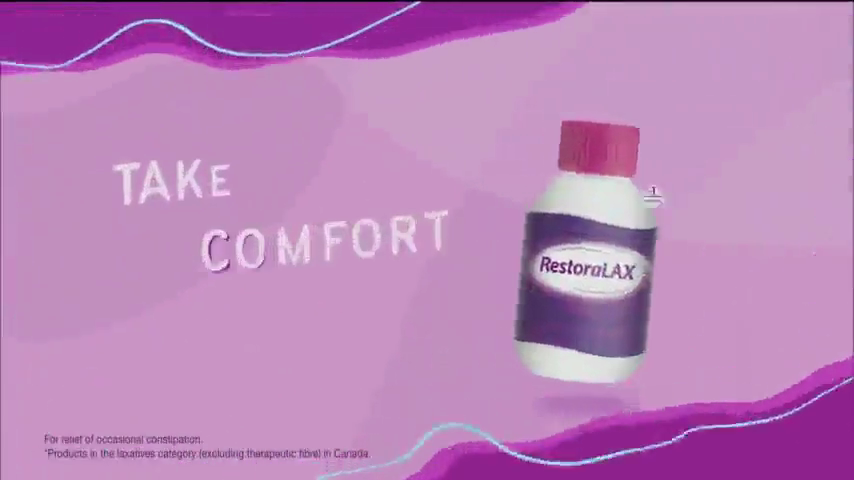 TAKE
COMFORT
RestoraLAX
For relief of occasional constipation.
*Products in the laxatives category (excluding therapeutic fibre) in Canada.